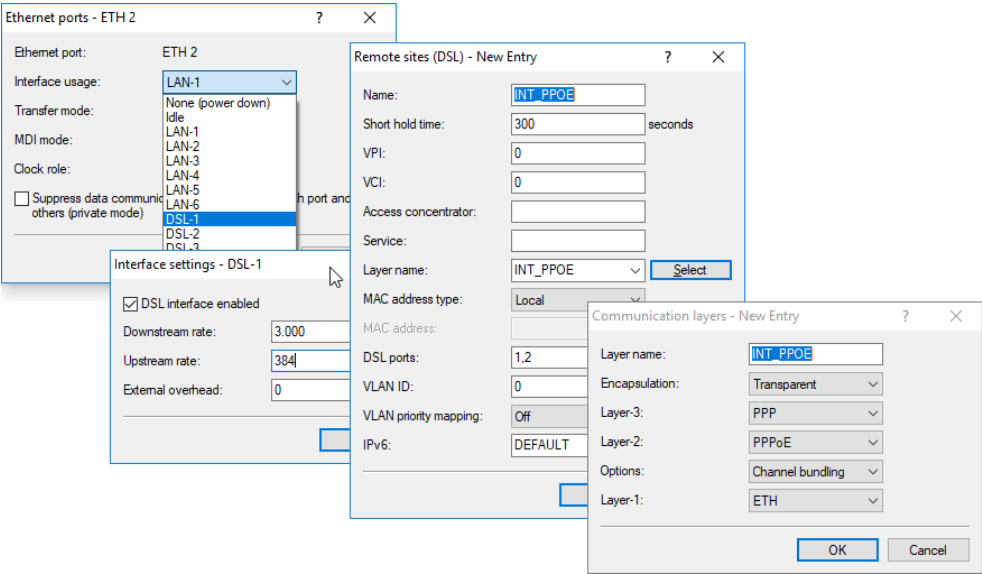 Ethernet ports - ETH 2
Ethernet port: ETH 2
Interface usage: LAN-1
Transfer mode:
MDI mode:
Clock role:
None (power down)
Idle
LAN-1
LAN-2
LAN-3
LAN-4
LAN-5
LAN-6
DSL-1
DSL-2
DSL-3
Suppress data
h port and
others (private mode)
Interface settings - DSL-1
DSL interface enabled
Downstream rate: 3.000
Upstream rate: 384
External overhead: 0
Remote sites (DSL) - New Entry
Name: INT_PPOE
Short hold time: 300 seconds
VPI: 0
VCI: 0
Access concentrator:
Service:
Layer name: INT_PPOE Select
MAC address type: Local
MAC address:
DSL ports: 1,2
VLAN ID: 0
VLAN priority mapping: Off
IPv6: DEFAULT
Communication layers - New Entry
Layer name: INT_PPOE
Encapsulation: Transparent
Layer-3: PPP
Layer-2: PPPoE
Options: Channel bundling
Layer-1: ETH
OK Cancel